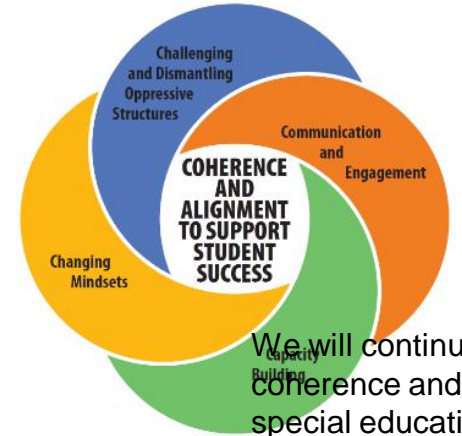 Challenging
and Dismantling
Oppressive
Structures
Communication
and
Engagement
COHERENCE
AND
ALIGNMENT
TO SUPPORT
STUDENT
SUCCESS
Changing
Mindsets
Capacity
Building
We will continu
coherence and
special educati